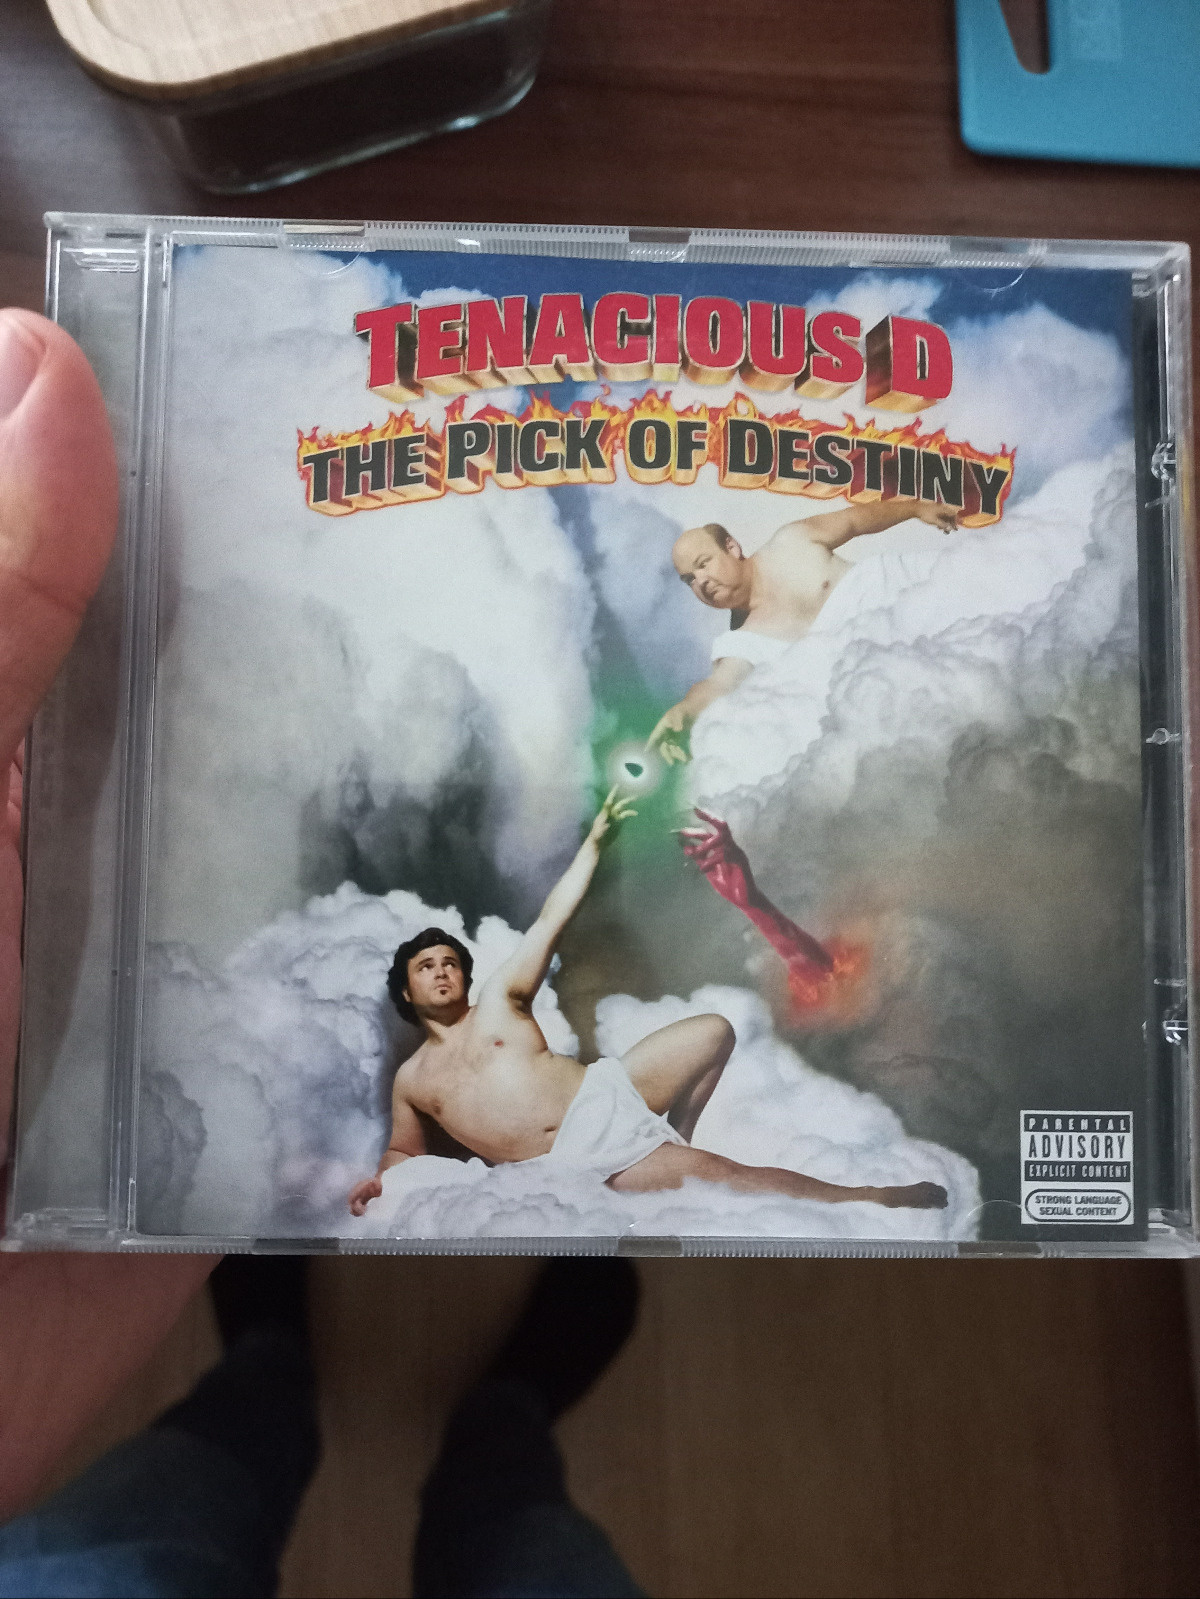 TENACIOUS D
THE PICK OF DESTINY
PARENTAL
ADVISORY
EXPLICIT CONTENT
STRONG LANGUAGE
SEXUAL CONTENT